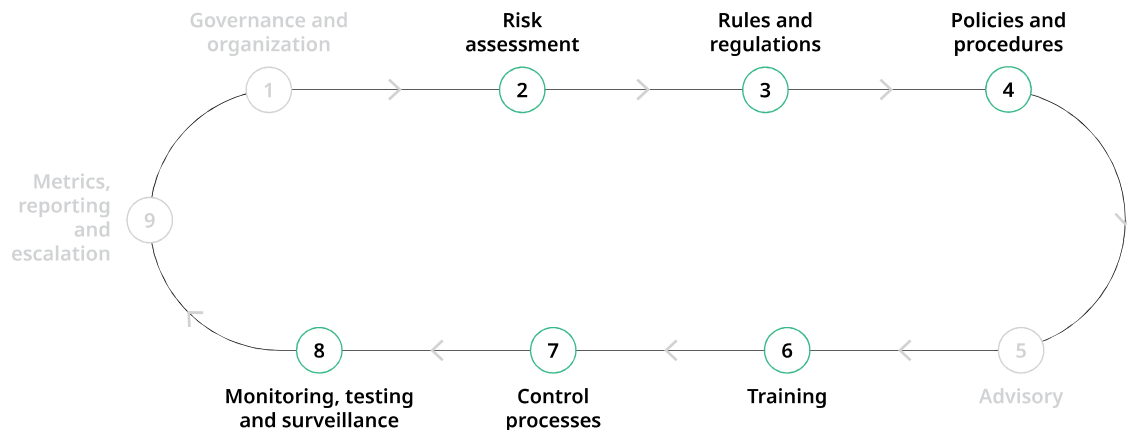 Governance and
organization
1
Risk
assessment
2
Rules and
regulations
3
Policies and
procedures
4
5
Advisory
6
Training
7
Control
processes
8
Monitoring, testing
and surveillance
9
Metrics,
reporting
and
escalation